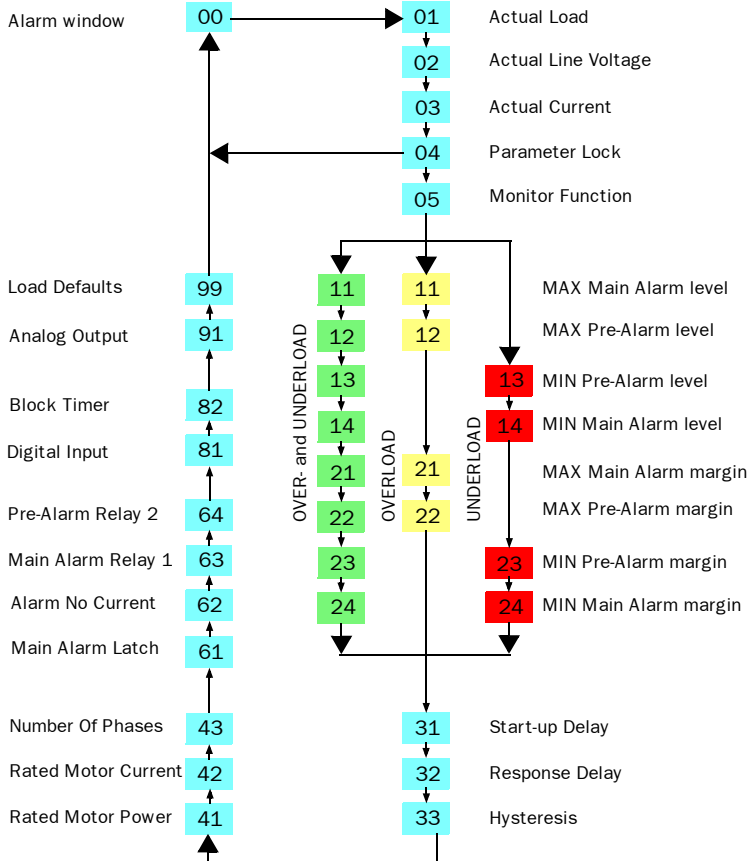 Alarm window 00 01 Actual Load
02 Actual Line Voltage
03 Actual Current
04 Parameter Lock
05 Monitor Function
Load Defaults 99 11 11 MAX Main Alarm level
Analog Output 91 12 12 MAX Pre-Alarm level
13 13 MIN Pre-Alarm level
Block Timer 82 14 14 MIN Main Alarm level
OVER- and UNDERLOAD
OVERLOAD
UNDERLOAD
Digital Input 81 21 21 MAX Main Alarm margin
Pre-Alarm Relay 2 64 22 22 MAX Pre-Alarm margin
Main Alarm Relay 1 63 23 23 MIN Pre-Alarm margin
Alarm No Current 62 24 24 MIN Main Alarm margin
Main Alarm Latch 61
Number Of Phases 43 31 Start-up Delay
Rated Motor Current 42 32 Response Delay
Rated Motor Power 41 33 Hysteresis